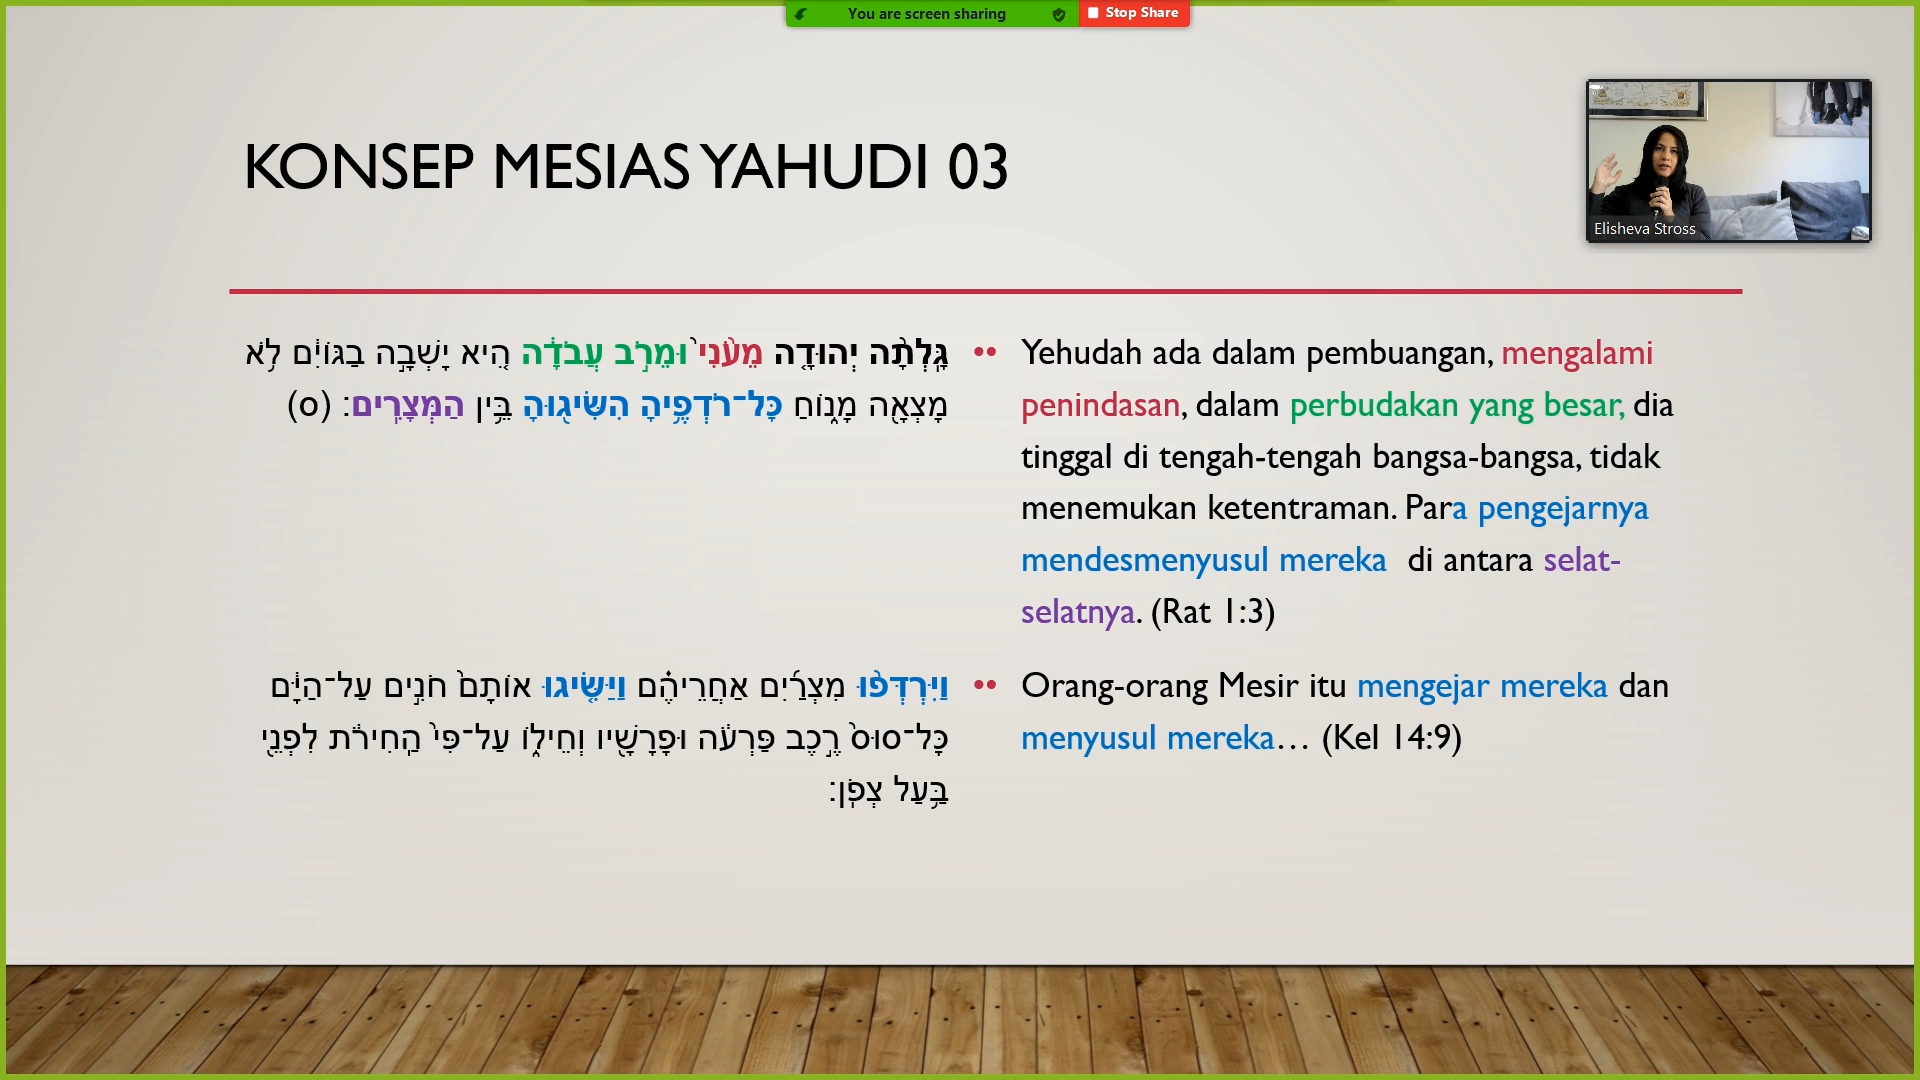 You are screen sharing
Stop Share
KONSEP MESIAS YAHUDI 03
Elisheva Stross
גָּֽלְתָ֨ה יְהוּדָ֤ה מֵעֹ֙נִי֙ וּמֵרֹ֣ב עֲבֹדָ֔ה הִ֚יא יָשְׁבָ֣ה בַגּוֹיִ֔ם לֹ֥א
מָצְאָ֖ה מָנ֑וֹחַ כָּל־רֹדְפֶ֥יהָ הִשִּׂיג֖וּהָ בֵּ֥ין הַמְּצָרִֽים׃ (ס)
• Yehudah ada dalam pembuangan, mengalami
penindasan, dalam perbudakan yang besar, dia
tinggal di tengah-tengah bangsa-bangsa, tidak
menemukan ketentraman. Para pengejarnya
mendesmenyusul mereka di antara selat-
selatnya. (Rat 1:3)
• וַיִּרְדְּפ֨וּ מִצְרַ֜יִם אַחֲרֵיהֶ֗ם וַיַּשִּׂ֤יגוּ אוֹתָם֙ חֹנִ֣ים עַל־הַיָּ֔ם
כָּל־סוּס֙ רֶ֣כֶב פַּרְעֹ֔ה וּפָרָשָׁ֖יו וְחֵיל֑וֹ עַל־פִּי֙ הַֽחִירֹ֔ת לִפְנֵ֖י
בַּ֥עַל צְפֹֽן׃
• Orang-orang Mesir itu mengejar mereka dan
menyusul mereka… (Kel 14:9)